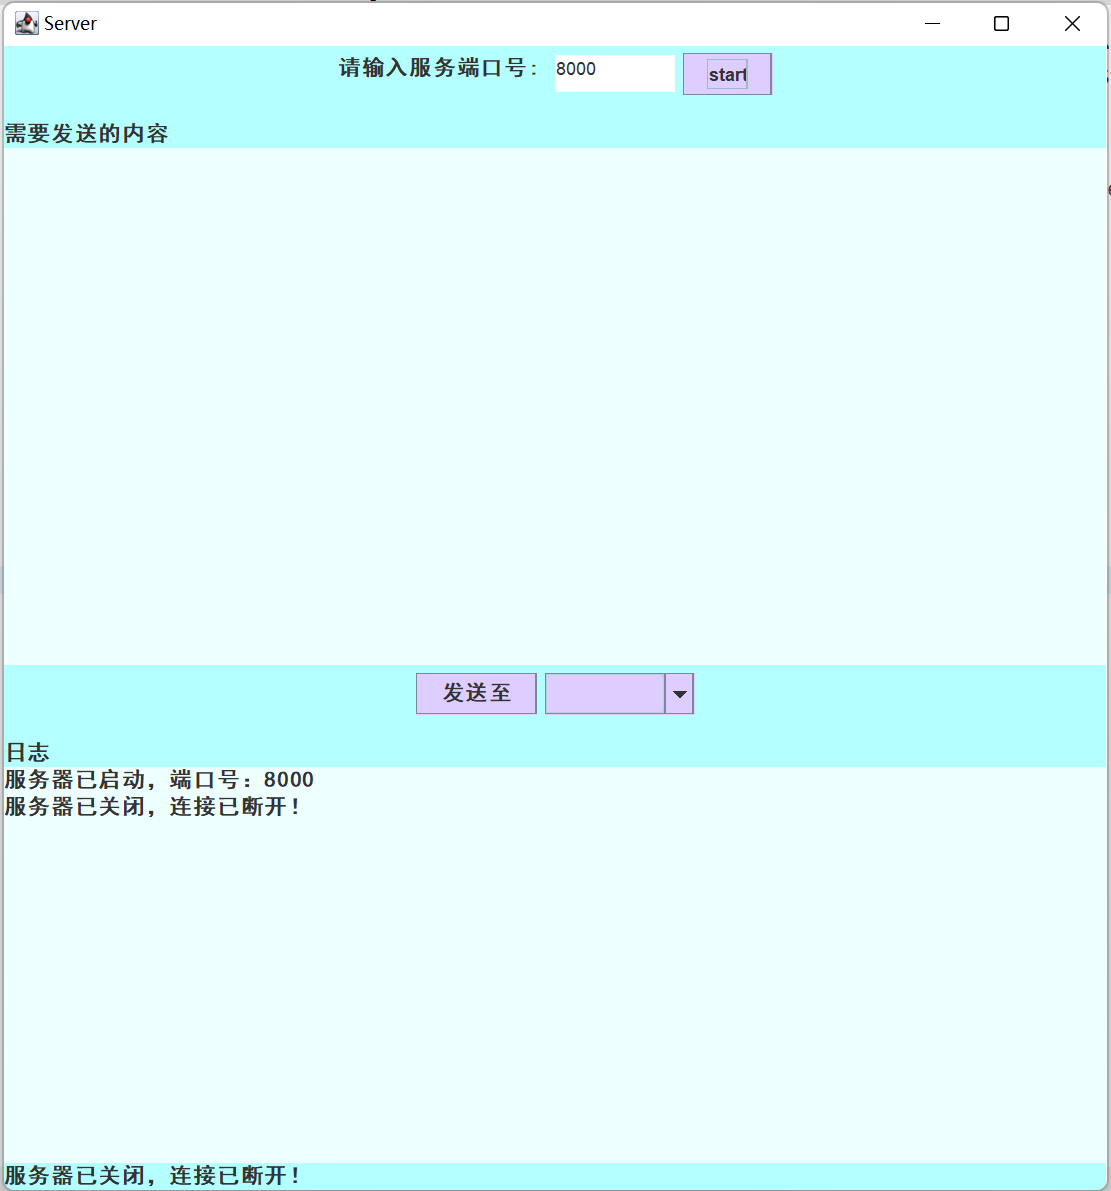 Server
请输入服务端口号： 8000 start
需要发送的内容
发送至
日志
服务器已启动，端口号：8000
服务器已关闭，连接已断开！
服务器已关闭，连接已断开！